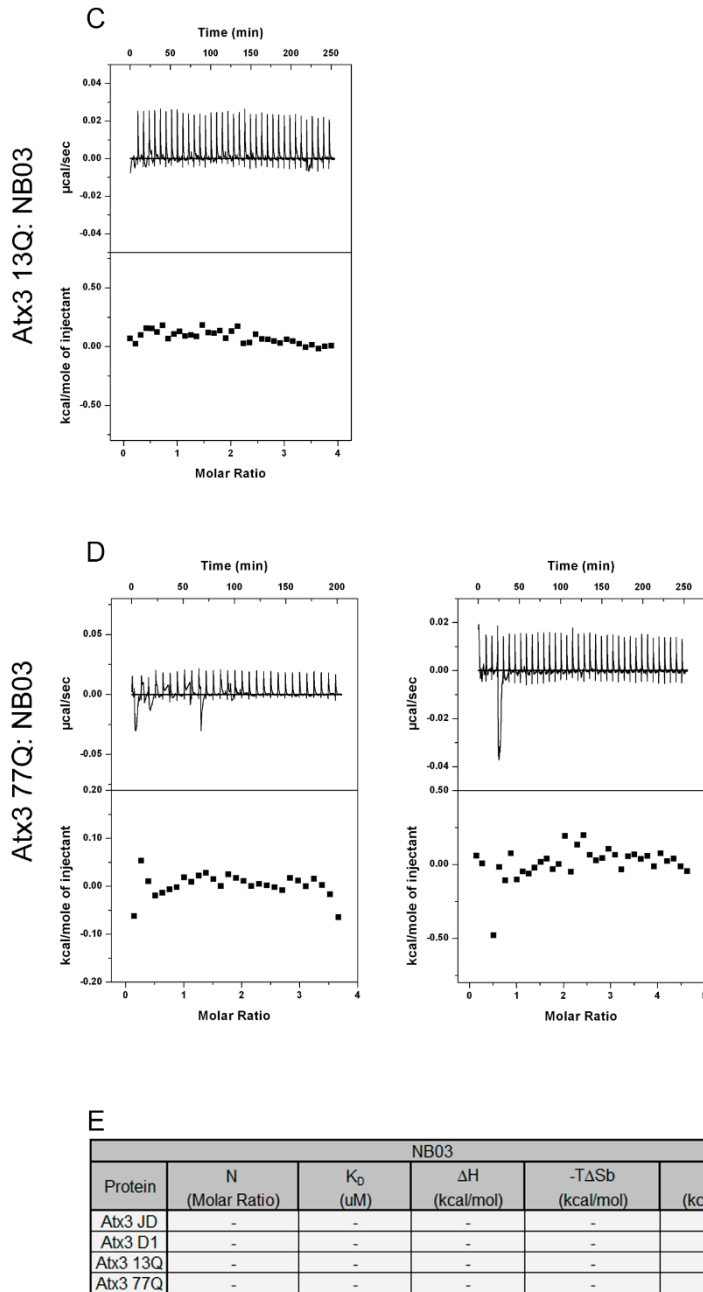 C
Time (min)
0 50 100 150 200 250
0.04
0.02
0.00
-0.02
-0.04
µcal/sec
Atx3 13Q: NB03
0.50
0.00
-0.50
kcal/mole of injectant
0 1 2 3 4
Molar Ratio
D
Time (min)
0 50 100 150 200
0.05
0.00
-0.05
µcal/sec
Atx3 77Q: NB03
0.20
0.10
0.00
-0.10
-0.20
kcal/mole of injectant
0 1 2 3 4
Molar Ratio
Time (min)
0 50 100 150 200 250
0.02
0.00
-0.02
-0.04
µcal/sec
0.50
0.00
-0.50
kcal/mole of injectant
0 1 2 3 4
Molar Ratio
E
NB03
Protein N (Molar Ratio) K_D (uM) ΔH (kcal/mol) -TΔSb (kcal/mol)
Atx3 JD - - - -
Atx3 D1 - - - -
Atx3 13Q - - - -
Atx3 77Q - - - -